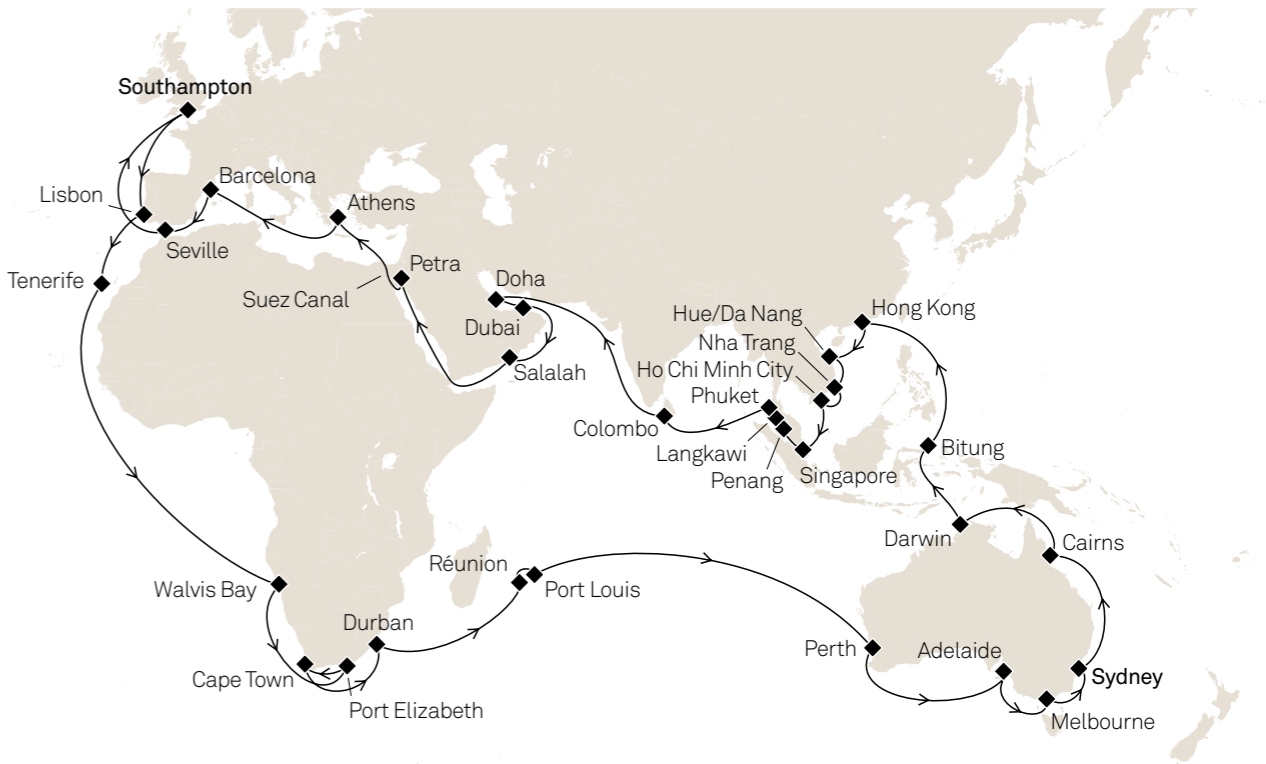 Southampton
Barcelona
Lisbon
Athens
Seville
Petra
Tenerife
Doha
Suez Canal
Hong Kong
Hue/Da Nang
Dubai
Nha Trang
Ho Chi Minh City
Salalah
Phuket
Colombo
Langkawi
Bitung
Penang
Singapore
Darwin
Cairns
Réunion
Walvis Bay
Port Louis
Durban
Perth
Adelaide
Cape Town
Sydney
Port Elizabeth
Melbourne